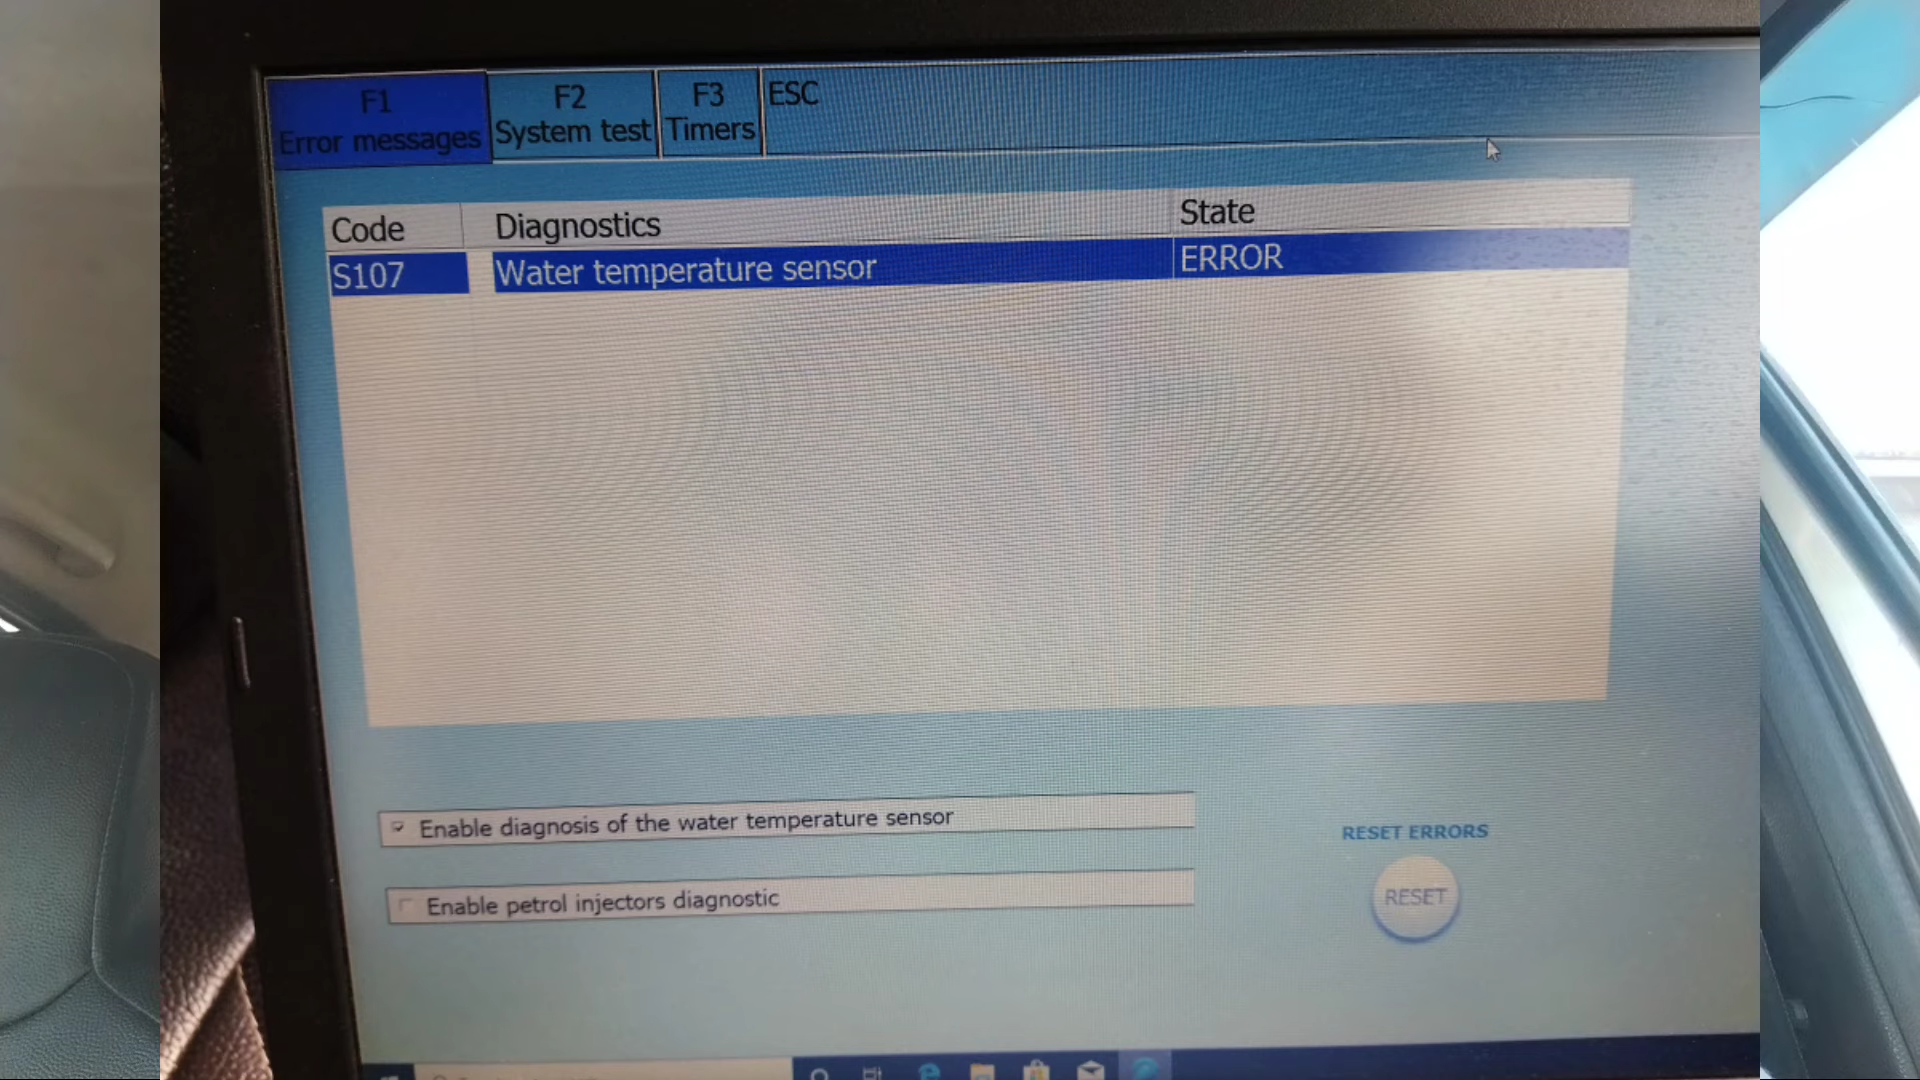 F1
Error messages
F2
System test
F3
Timers
ESC
Code Diagnostics State
S107 Water temperature sensor ERROR
Enable diagnosis of the water temperature sensor
Enable petrol injectors diagnostic
RESET ERRORS
RESET